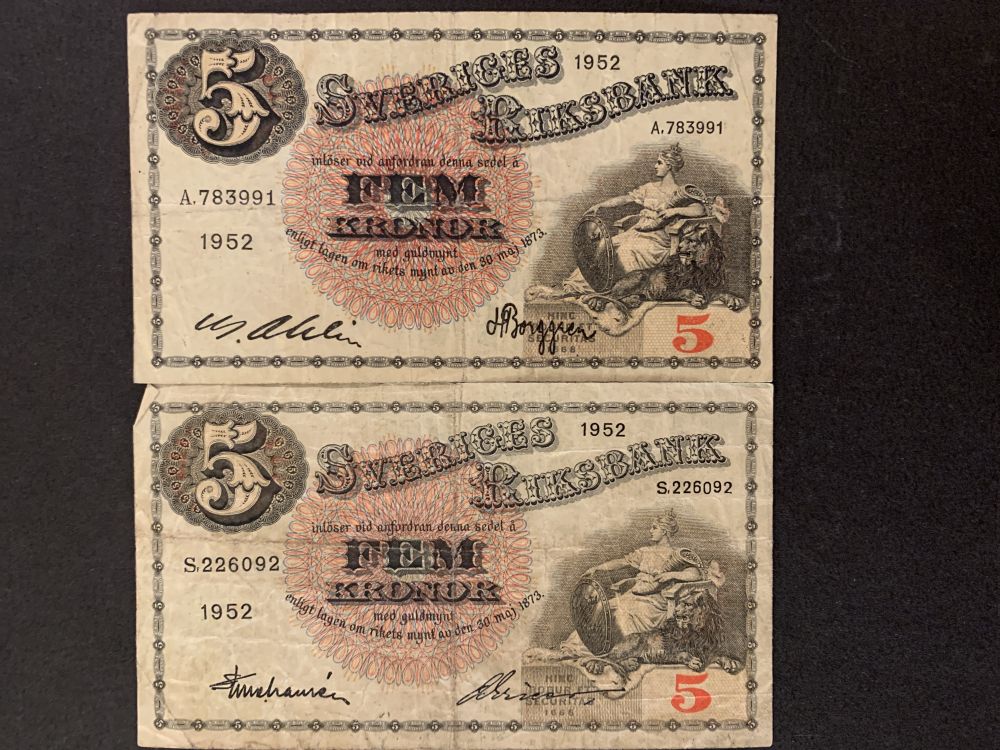 5
SVERIGES 1952
RIKSBANK
A.783991
inlöser vid anfordran denna sedel å
FEM
KRONOR
med guldmynt
enligt lagen om rikets mynt av den 30 maj 1873.
A.783991
1952
HINC
SECURITAS
1668
5
5
SVERIGES 1952
RIKSBANK
S.226092
inlöser vid anfordran denna sedel å
FEM
KRONOR
med guldmynt
enligt lagen om rikets mynt av den 30 maj 1873.
S.226092
1952
HINC
SECURITAS
1668
5